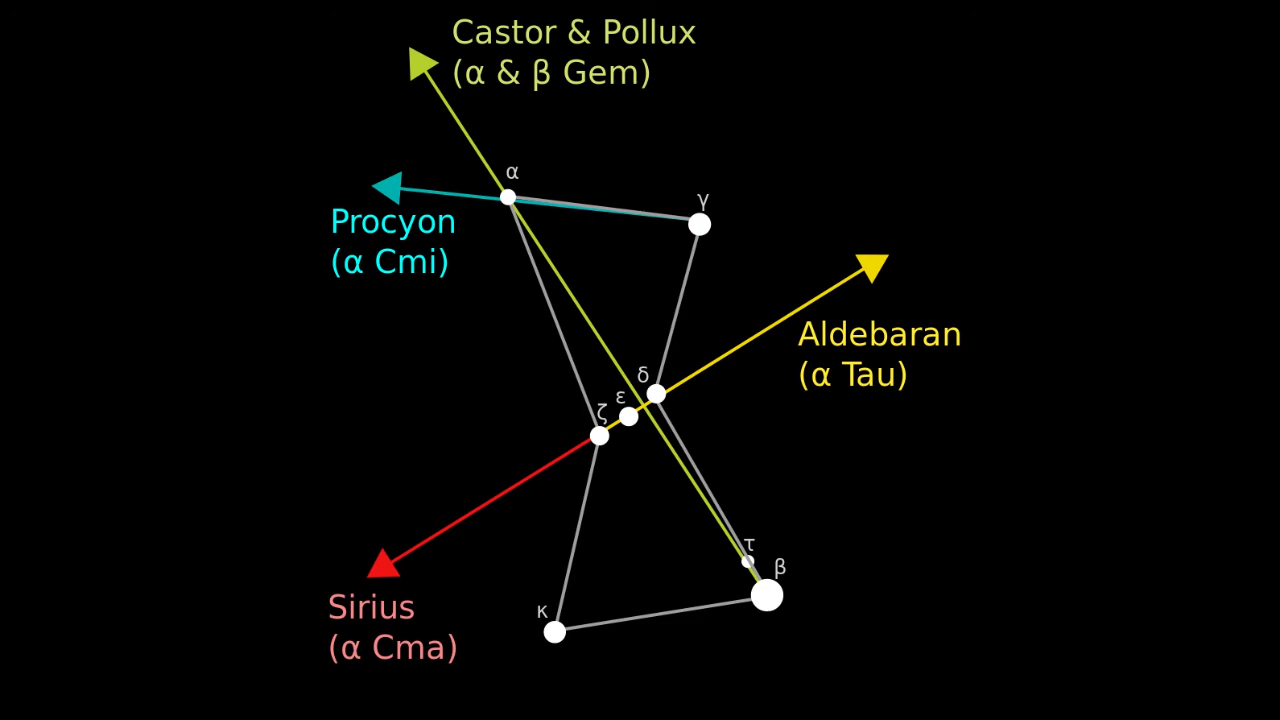 Castor & Pollux
(α & β Gem)
α
γ
Procyon
(α Cmi)
Aldebaran
(α Tau)
δ
ε
ζ
τ
β
κ
Sirius
(α Cma)